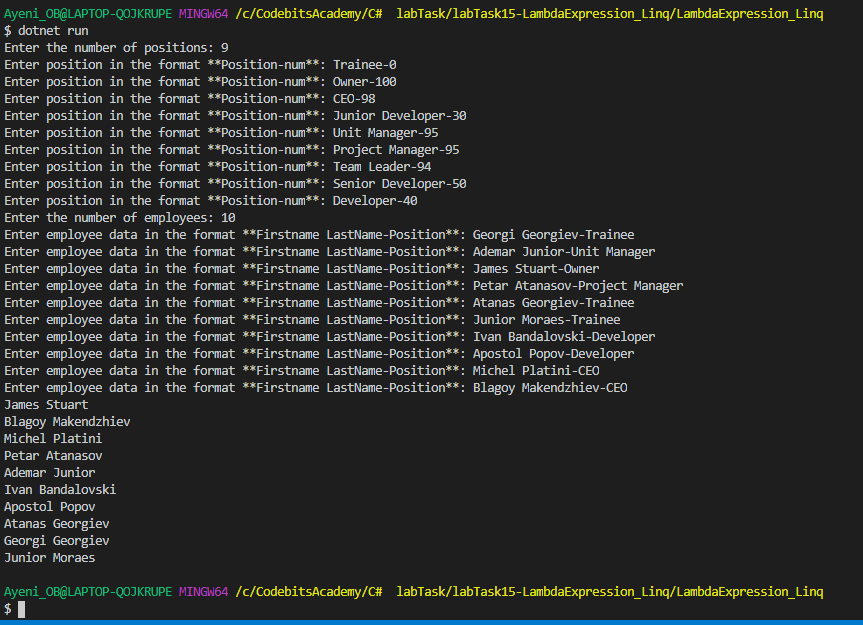 Ayeni_OB@LAPTOP-QOJKRUPE MINGW64 /c/CodebitsAcademy/C#  labTask/labTask15-LambdaExpression_Linq/LambdaExpression_Linq
$ dotnet run
Enter the number of positions: 9
Enter position in the format **Position-num**: Trainee-0
Enter position in the format **Position-num**: Owner-100
Enter position in the format **Position-num**: CEO-98
Enter position in the format **Position-num**: Junior Developer-30
Enter position in the format **Position-num**: Unit Manager-95
Enter position in the format **Position-num**: Project Manager-95
Enter position in the format **Position-num**: Team Leader-94
Enter position in the format **Position-num**: Senior Developer-50
Enter position in the format **Position-num**: Developer-40
Enter the number of employees: 10
Enter employee data in the format **Firstname LastName-Position**: Georgi Georgiev-Trainee
Enter employee data in the format **Firstname LastName-Position**: Ademar Junior-Unit Manager
Enter employee data in the format **Firstname LastName-Position**: James Stuart-Owner
Enter employee data in the format **Firstname LastName-Position**: Petar Atanasov-Project Manager
Enter employee data in the format **Firstname LastName-Position**: Atanas Georgiev-Trainee
Enter employee data in the format **Firstname LastName-Position**: Junior Moraes-Trainee
Enter employee data in the format **Firstname LastName-Position**: Ivan Bandalovski-Developer
Enter employee data in the format **Firstname LastName-Position**: Apostol Popov-Developer
Enter employee data in the format **Firstname LastName-Position**: Michel Platini-CEO
Enter employee data in the format **Firstname LastName-Position**: Blagoy Makendzhiev-CEO
James Stuart
Blagoy Makendzhiev
Michel Platini
Petar Atanasov
Ademar Junior
Ivan Bandalovski
Apostol Popov
Atanas Georgiev
Georgi Georgiev
Junior Moraes
Ayeni_OB@LAPTOP-QOJKRUPE MINGW64 /c/CodebitsAcademy/C#  labTask/labTask15-LambdaExpression_Linq/LambdaExpression_Linq
$